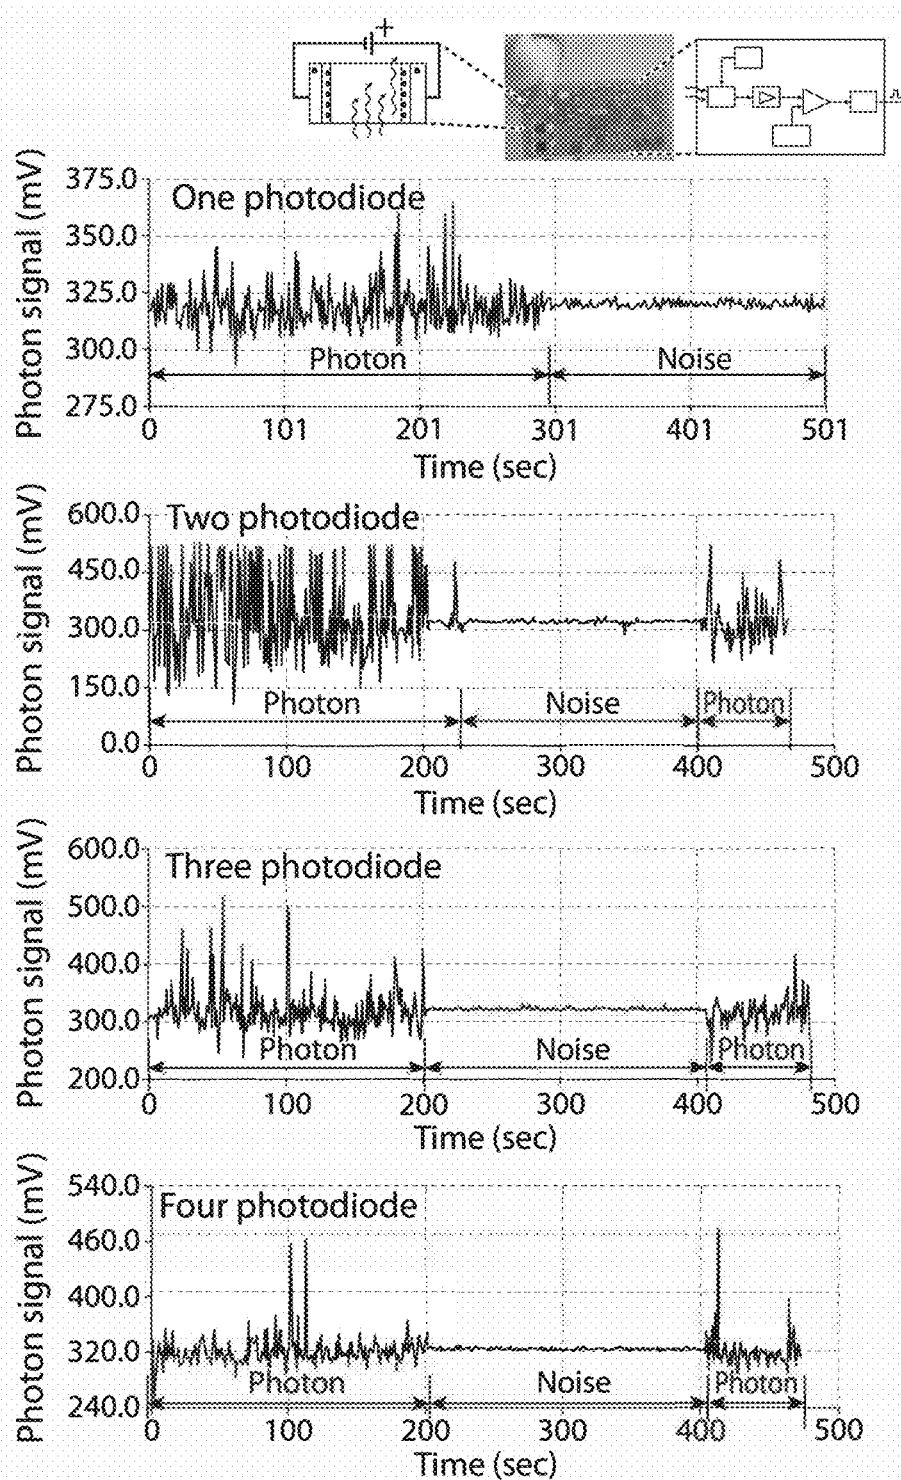 +
One photodiode
Photon signal (mV)
375.0
350.0
325.0
300.0
275.0
Photon
Noise
0 101 201 301 401 501
Time (sec)
Two photodiode
Photon signal (mV)
600.0
450.0
300.0
150.0
0.0
Photon
Noise
Photon
0 100 200 300 400 500
Time (sec)
Three photodiode
Photon signal (mV)
600.0
500.0
400.0
300.0
200.0
Photon
Noise
Photon
0 100 200 300 400 500
Time (sec)
Four photodiode
Photon signal (mV)
540.0
460.0
400.0
320.0
240.0
Photon
Noise
Photon
0 100 200 400 500
300
Time (sec)